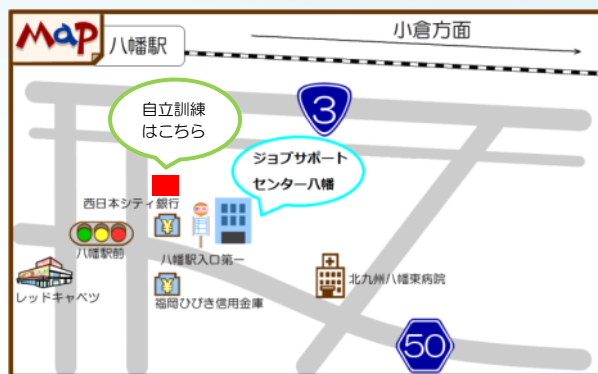 MaP
八幡駅
小倉方面
自立訓練
はこちら
3
ジョブサポート
センター八幡
西日本シティ銀行
八幡駅前
八幡駅入口第一
レッドキャベツ
福岡ひびき信用金庫
北九州八幡東病院
50